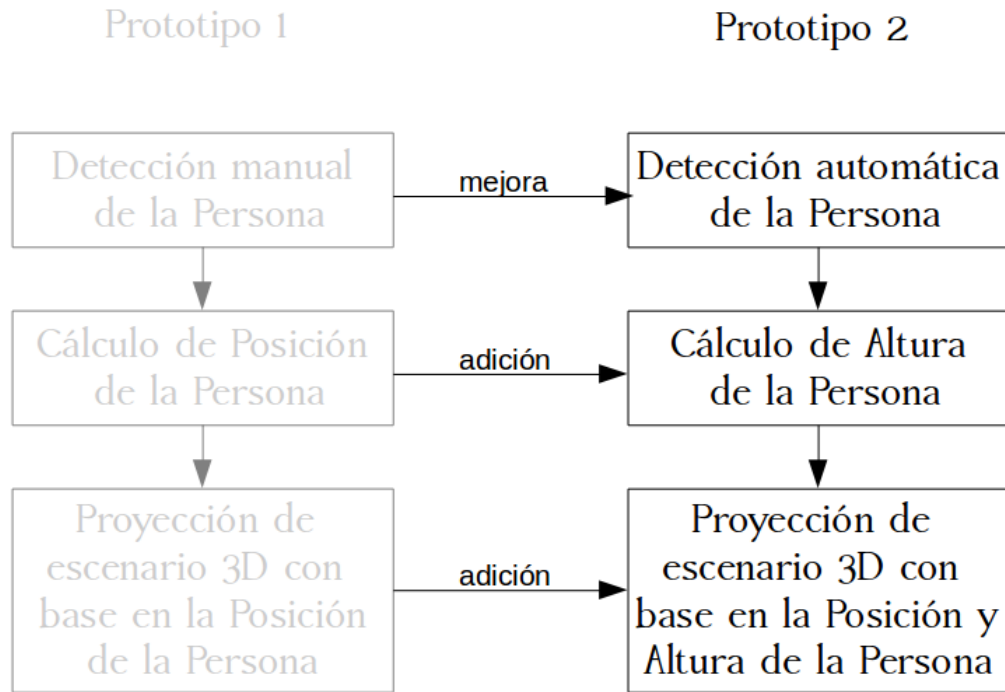 Prototipo 1
Prototipo 2
Detección manual
de la Persona
mejora
Detección automática
de la Persona
Cálculo de Posición
de la Persona
adición
Cálculo de Altura
de la Persona
Proyección de
escenario 3D con
base en la Posición
de la Persona
adición
Proyección de
escenario 3D con
base en la Posición y
Altura de la Persona